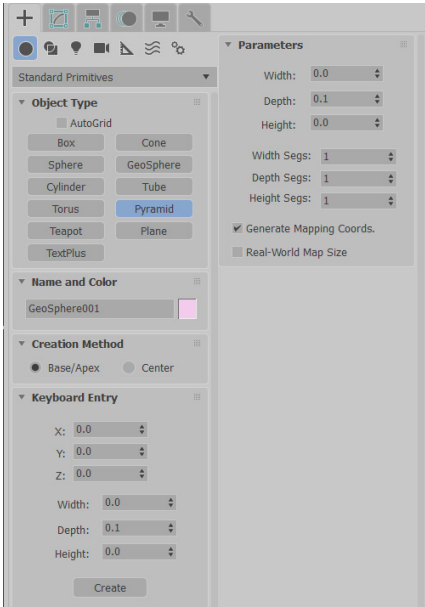 Standard Primitives
Object Type
AutoGrid
Box Cone
Sphere GeoSphere
Cylinder Tube
Torus Pyramid
Teapot Plane
TextPlus
Name and Color
GeoSphere001
Creation Method
Base/Apex Center
Keyboard Entry
X: 0.0
Y: 0.0
Z: 0.0
Width: 0.0
Depth: 0.1
Height: 0.0
Create
Parameters
Width: 0.0
Depth: 0.1
Height: 0.0
Width Segs: 1
Depth Segs: 1
Height Segs: 1
Generate Mapping Coords.
Real-World Map Size